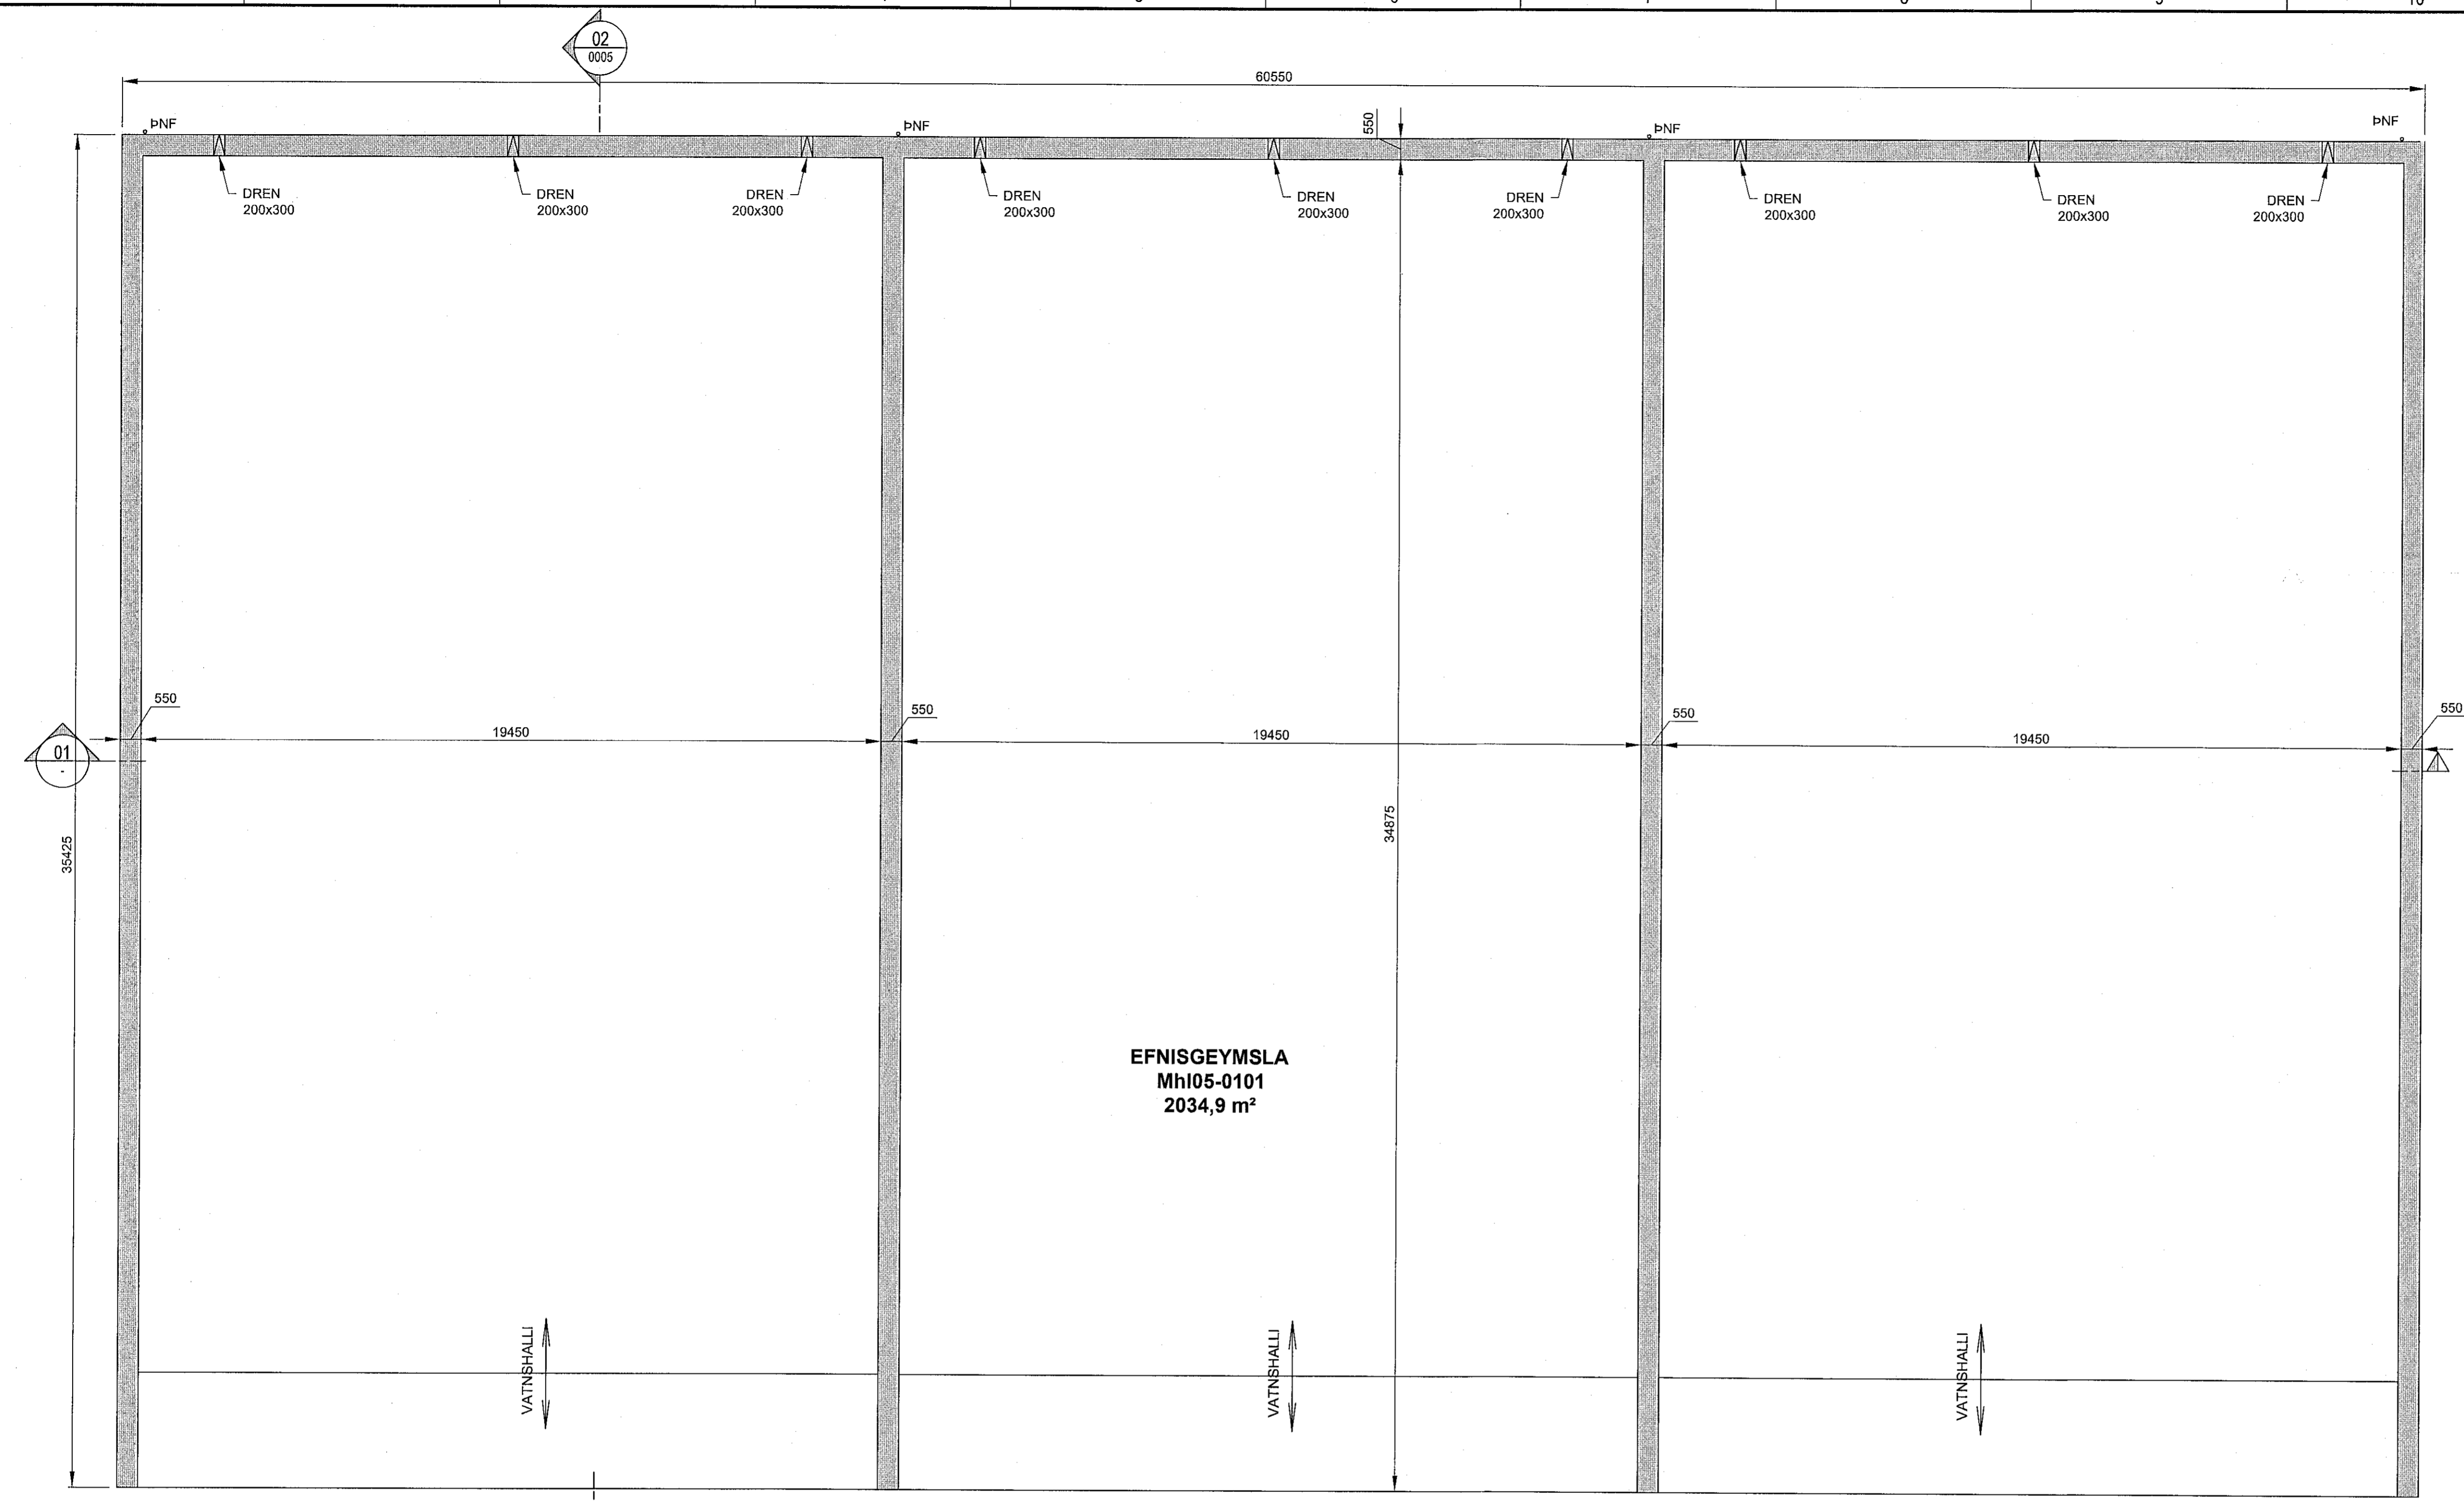 02
0005
60550
ÞNF
ÞNF
550
ÞNF
ÞNF
DREN
200x300
DREN
200x300
DREN
200x300
DREN
200x300
DREN
200x300
DREN
200x300
DREN
200x300
DREN
200x300
DREN
200x300
550
19450
550
19450
550
19450
550
01
-
35425
34875
EFNISGEYMSLA
Mhl05-0101
2034,9 m²
VATNSHALLI
VATNSHALLI
VATNSHALLI